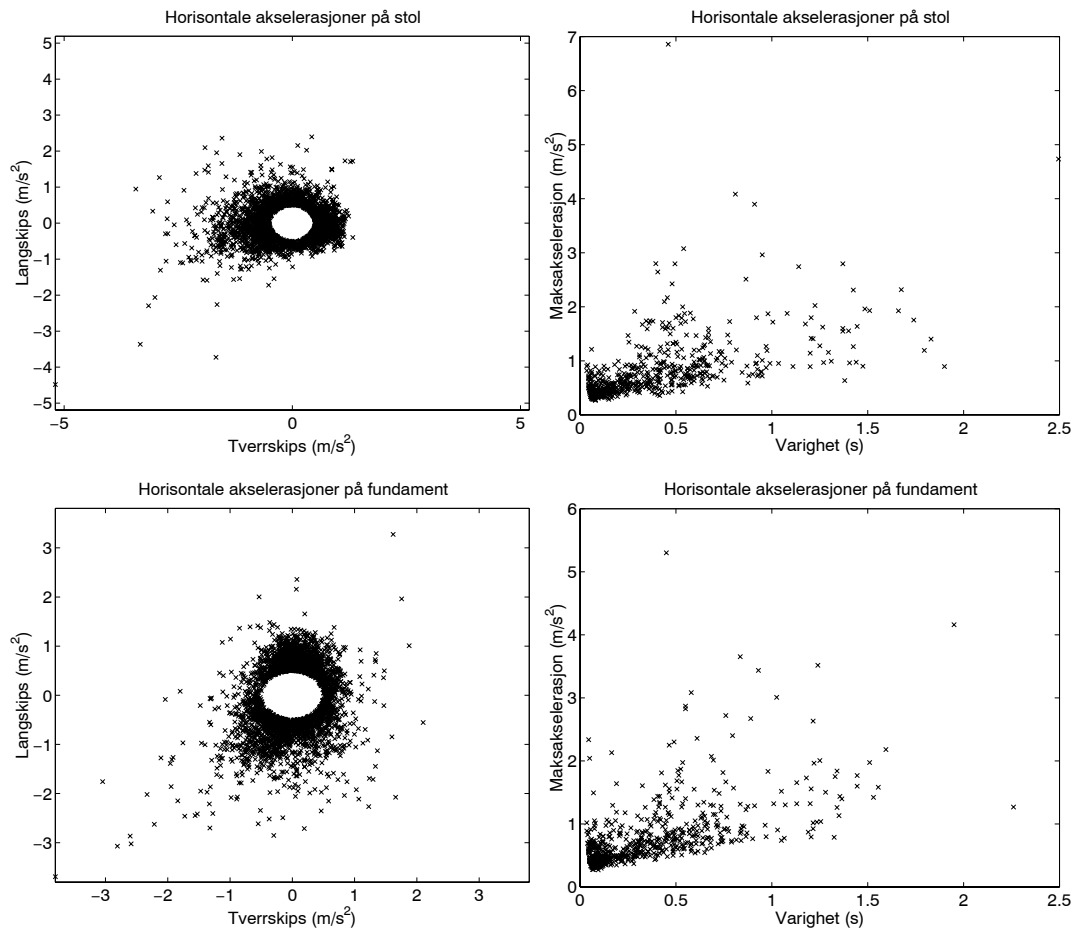 Horisontale akselerasjoner på stol
5
4
3
2
1
0
−1
−2
−3
−4
−5
Langskips (m/s²)
−5 0 5
Tverrskips (m/s²)
Horisontale akselerasjoner på stol
7
6
5
4
3
2
1
0
Maksakselerasjon (m/s²)
0 0.5 1 1.5 2 2.5
Varighet (s)
Horisontale akselerasjoner på fundament
3
2
1
0
−1
−2
−3
Langskips (m/s²)
−3 −2 −1 0 1 2 3
Tverrskips (m/s²)
Horisontale akselerasjoner på fundament
6
5
4
3
2
1
0
Maksakselerasjon (m/s²)
0 0.5 1 1.5 2 2.5
Varighet (s)